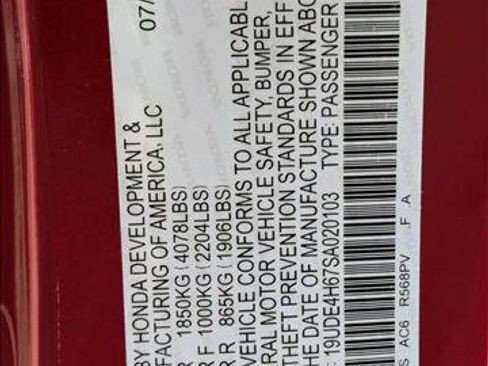 07/
BY HONDA DEVELOPMENT &
FACTURING OF AMERICA, LLC
R 1850KG (4078LBS)
R F 1000KG (2204LBS)
R R 865KG (1906LBS)
VEHICLE CONFORMS TO ALL APPLICABL
RAL MOTOR VEHICLE SAFETY, BUMPER,
THEFT PREVENTION STANDARDS IN EFF
THE DATE OF MANUFACTURE SHOWN ABO
: 19UDE4H67SA020103 TYPE: PASSENGER
S AC6 R568PV F A